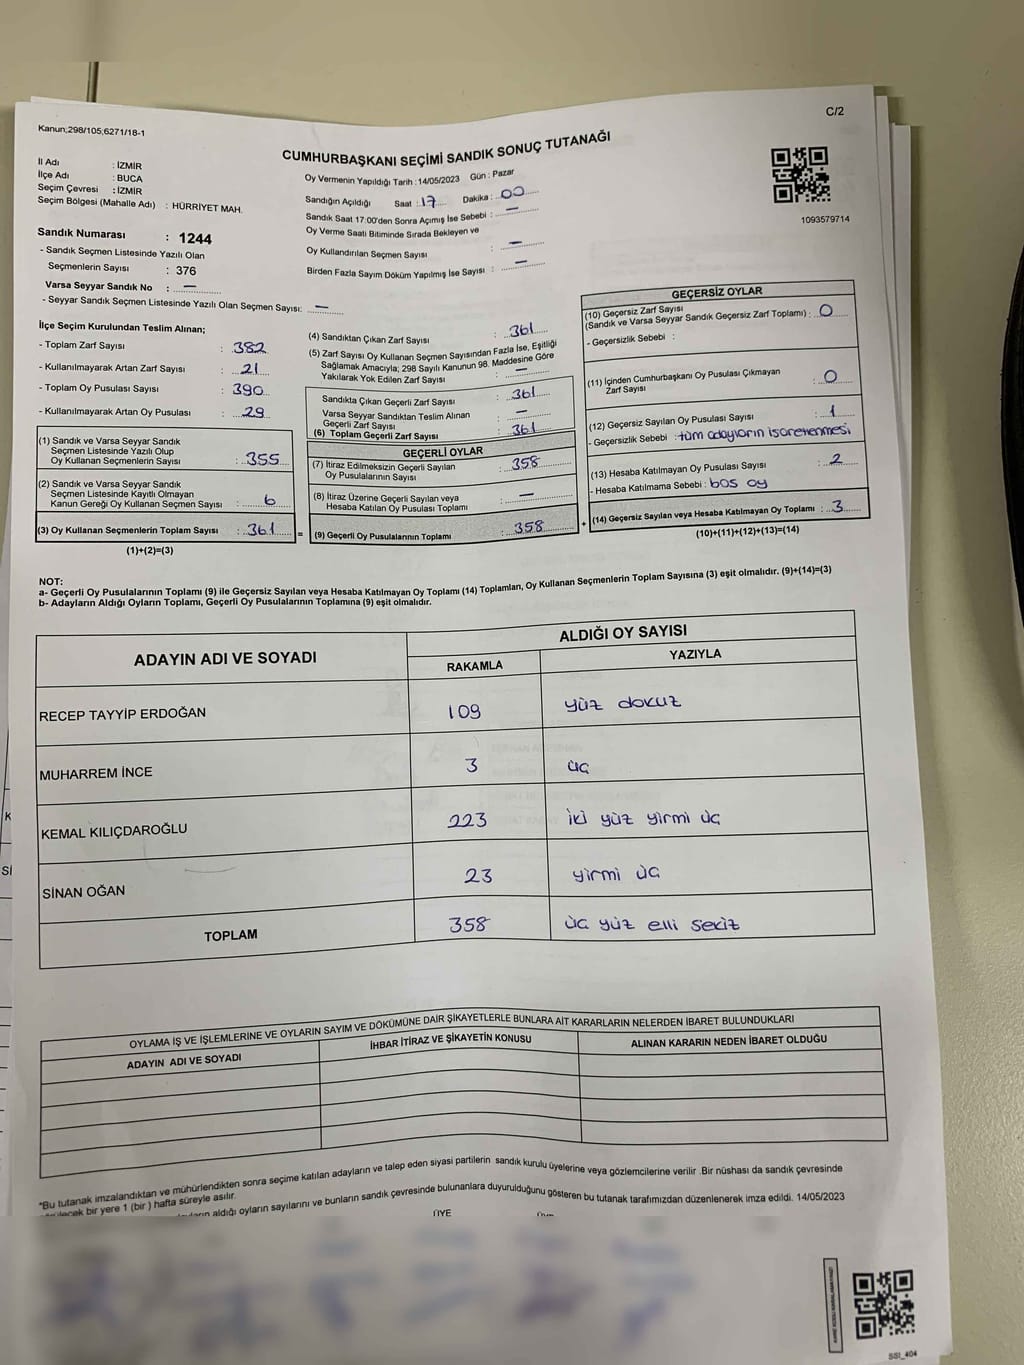 C/2
Kanun;298/105;6271/18-1
CUMHURBAŞKANI SEÇİMİ SANDIK SONUÇ TUTANAĞI
İl Adı : İZMİR
İlçe Adı : BUCA
Seçim Çevresi : İZMİR
Seçim Bölgesi (Mahalle Adı) : HÜRRİYET MAH.
Oy Vermenin Yapıldığı Tarih : 14/05/2023 Gün : Pazar
Sandığın Açıldığı Saat : 17 Dakika : 00
Sandık Saat 17:00'den Sonra Açımış İse Sebebi : —
Oy Verme Saati Bitiminde Sırada Bekleyen ve
Oy Kullandırılan Seçmen Sayısı : —
Birden Fazla Sayım Döküm Yapılmış İse Sayısı : —
1093579714
Sandık Numarası : 1244
- Sandık Seçmen Listesinde Yazılı Olan
Seçmenlerin Sayısı : 376
Varsa Seyyar Sandık No : —
- Seyyar Sandık Seçmen Listesinde Yazılı Olan Seçmen Sayısı: —
İlçe Seçim Kurulundan Teslim Alınan;
- Toplam Zarf Sayısı : 382
- Kullanılmayarak Artan Zarf Sayısı : 21
- Toplam Oy Pusulası Sayısı : 390
- Kullanılmayarak Artan Oy Pusulası : 29
(1) Sandık ve Varsa Seyyar Sandık
Seçmen Listesinde Yazılı Olup
Oy Kullanan Seçmenlerin Sayısı : 355
(2) Sandık ve Varsa Seyyar Sandık
Seçmen Listesinde Kayıtlı Olmayan
Kanun Gereği Oy Kullanan Seçmen Sayısı : 6
(3) Oy Kullanan Seçmenlerin Toplam Sayısı : 361 =
(1)+(2)=(3)
(4) Sandıktan Çıkan Zarf Sayısı : 361
(5) Zarf Sayısı Oy Kullanan Seçmen Sayısından Fazla İse, Eşitliği
Sağlamak Amacıyla; 298 Sayılı Kanunun 98. Maddesine Göre
Yakılarak Yok Edilen Zarf Sayısı : —
Sandıkta Çıkan Geçerli Zarf Sayısı : 361
Varsa Seyyar Sandıktan Teslim Alınan
Geçerli Zarf Sayısı : —
(6) Toplam Geçerli Zarf Sayısı : 361
GEÇERLİ OYLAR
(7) İtiraz Edilmeksizin Geçerli Sayılan
Oy Pusulalarının Sayısı : 358
(8) İtiraz Üzerine Geçerli Sayılan veya
Hesaba Katılan Oy Pusulası Toplamı : —
(9) Geçerli Oy Pusulalarının Toplamı : 358 +
GEÇERSİZ OYLAR
(10) Geçersiz Zarf Sayısı
(Sandık ve Varsa Seyyar Sandık Geçersiz Zarf Toplamı) : 0
- Geçersizlik Sebebi :
(11) İçinden Cumhurbaşkanı Oy Pusulası Çıkmayan
Zarf Sayısı : 0
(12) Geçersiz Sayılan Oy Pusulası Sayısı : 1
- Geçersizlik Sebebi : tüm adayların işaretlenmesi
(13) Hesaba Katılmayan Oy Pusulası Sayısı : 2
- Hesaba Katılmama Sebebi : boş oy
(14) Geçersiz Sayılan veya Hesaba Katılmayan Oy Toplamı : 3
(10)+(11)+(12)+(13)=(14)
NOT:
a- Geçerli Oy Pusulalarının Toplamı (9) ile Geçersiz Sayılan veya Hesaba Katılmayan Oy Toplamı (14) Toplamları, Oy Kullanan Seçmenlerin Toplam Sayısına (3) eşit olmalıdır. (9)+(14)=(3)
b- Adayların Aldığı Oyların Toplamı, Geçerli Oy Pusulalarının Toplamına (9) eşit olmalıdır.
ADAYIN ADI VE SOYADI
ALDIĞI OY SAYISI
RAKAMLA YAZIYLA
RECEP TAYYİP ERDOĞAN 109 yüz dokuz
MUHARREM İNCE 3 üç
KEMAL KILIÇDAROĞLU 223 iki yüz yirmi üç
SİNAN OĞAN 23 yirmi üç
TOPLAM 358 üç yüz elli sekiz
OYLAMA İŞ VE İŞLEMLERİNE VE OYLARIN SAYIM VE DÖKÜMÜNE DAİR ŞİKAYETLERLE BUNLARA AİT KARARLARIN NELERDEN İBARET BULUNDUKLARI
ADAYIN ADI VE SOYADI İHBAR İTİRAZ VE ŞİKAYETİN KONUSU ALINAN KARARIN NEDEN İBARET OLDUĞU
*Bu tutanak imzalandıktan ve mühürlendikten sonra seçime katılan adayların ve talep eden siyasi partilerin sandık kurulu üyelerine veya gözlemcilerine verilir .Bir nüshası da sandık çevresinde
bir yere 1 (bir ) hafta süreyle asılır.
aldığı oyların sayılarını ve bunların sandık çevresinde bulunanlara duyurulduğunu gösteren bu tutanak tarafımızdan düzenlenerek imza edildi. 14/05/2023
ÜYE
SSI_404